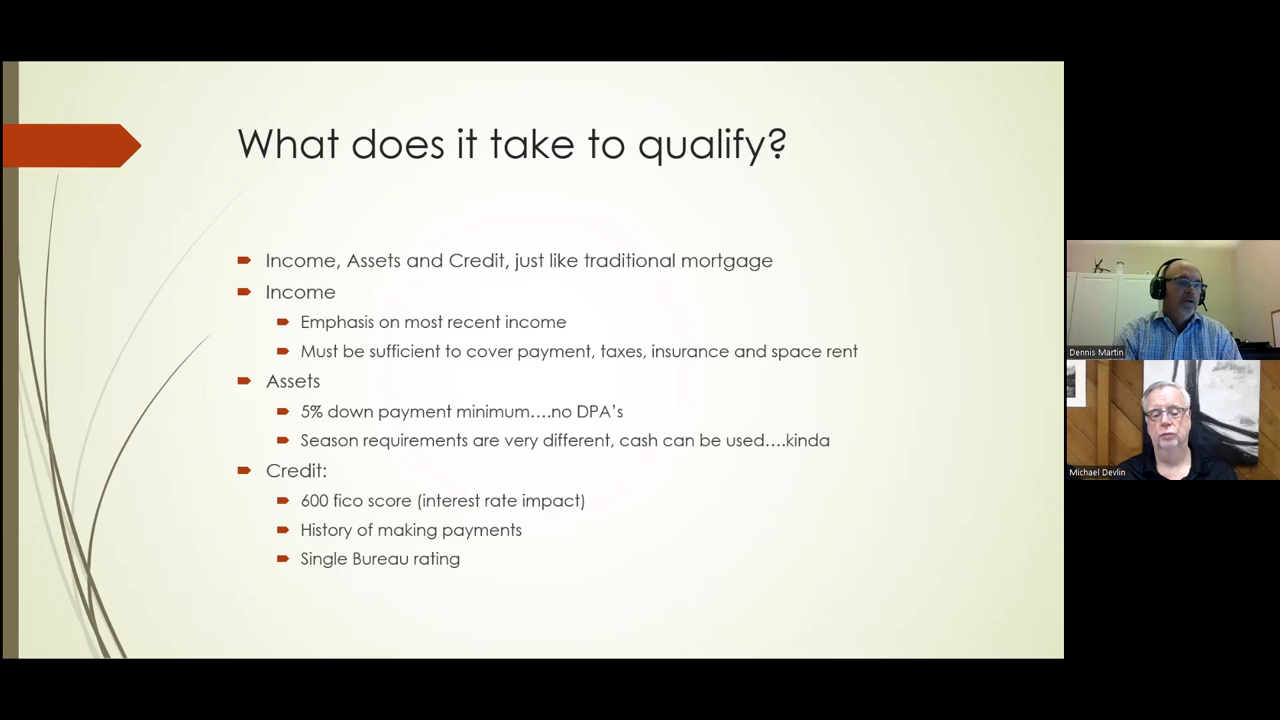 What does it take to qualify?
Income, Assets and Credit, just like traditional mortgage
Income
Emphasis on most recent income
Must be sufficient to cover payment, taxes, insurance and space rent
Assets
5% down payment minimum....no DPA's
Season requirements are very different, cash can be used....kinda
Credit:
600 fico score (interest rate impact)
History of making payments
Single Bureau rating
Dennis Martin
Michael Devlin